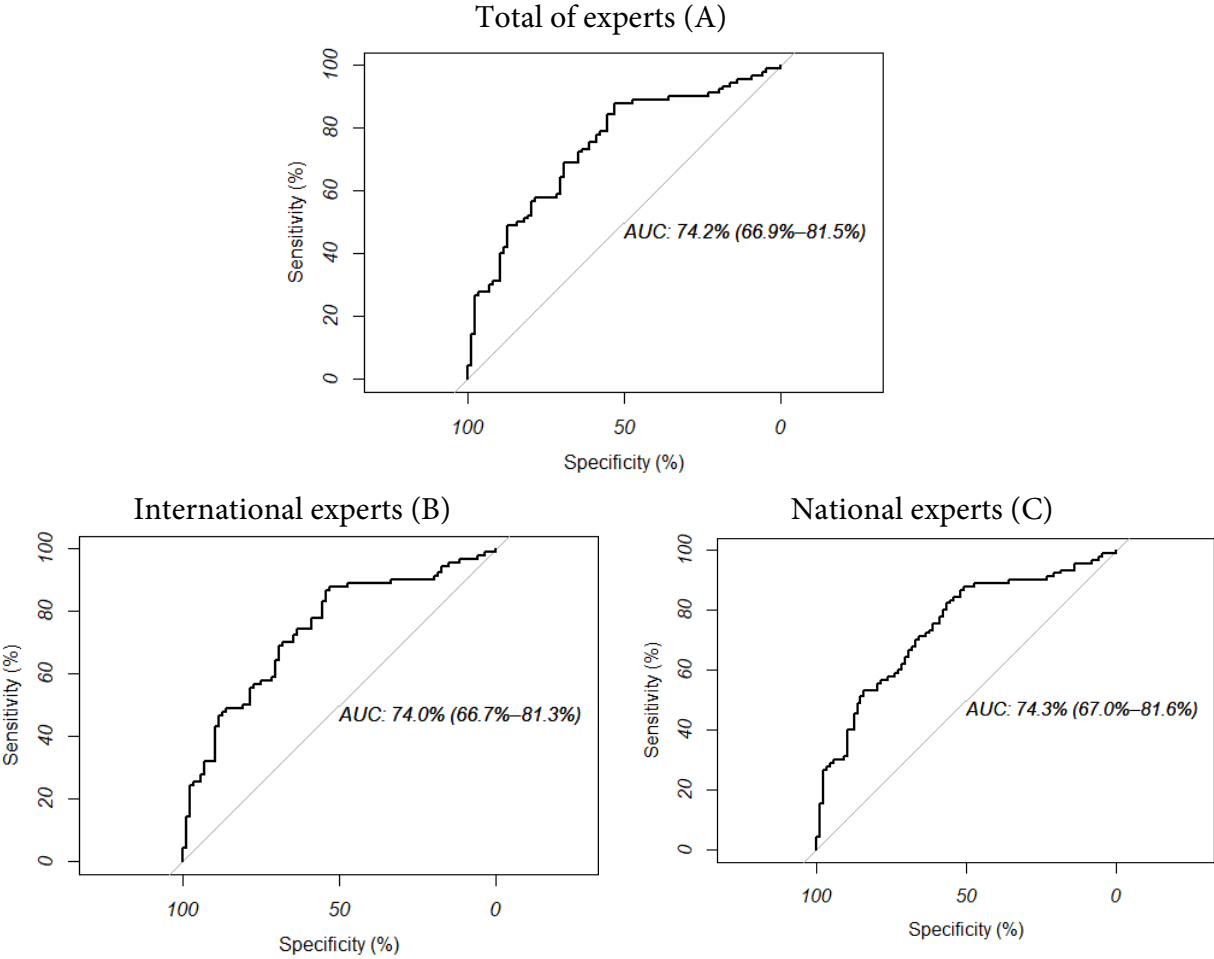 Total of experts (A)
100
80
60
40
20
0
Sensitivity (%)
AUC: 74.2% (66.9%–81.5%)
100 50 0
Specificity (%)
International experts (B)
100
80
60
40
20
0
Sensitivity (%)
AUC: 74.0% (66.7%–81.3%)
100 50 0
Specificity (%)
National experts (C)
100
80
60
40
20
0
Sensitivity (%)
AUC: 74.3% (67.0%–81.6%)
100 50 0
Specificity (%)